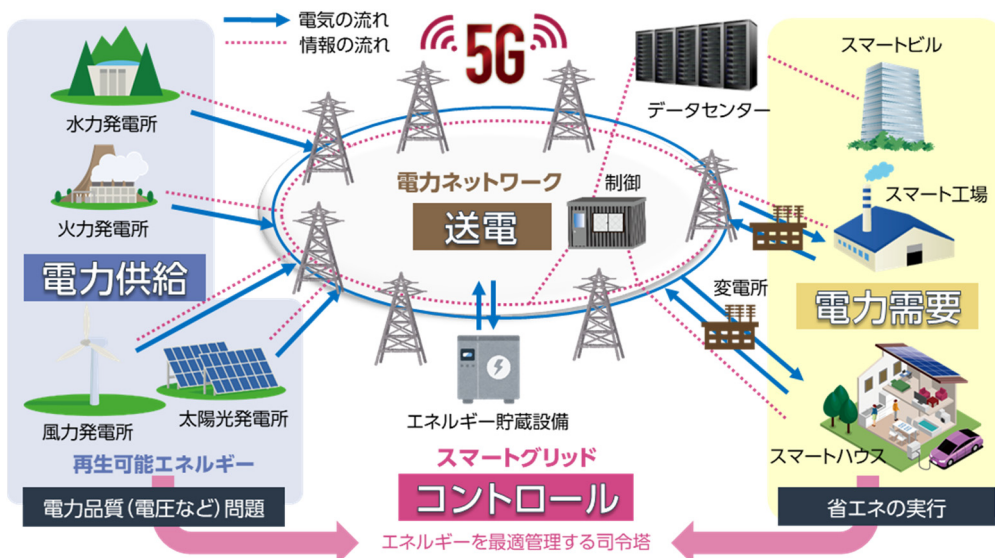 電気の流れ
情報の流れ
5G
水力発電所
火力発電所
電力供給
風力発電所
太陽光発電所
再生可能エネルギー
電力品質(電圧など)問題
電力ネットワーク
送電
制御
エネルギー貯蔵設備
スマートグリッド
コントロール
エネルギーを最適管理する司令塔
データセンター
変電所
スマートビル
スマート工場
電力需要
スマートハウス
省エネの実行